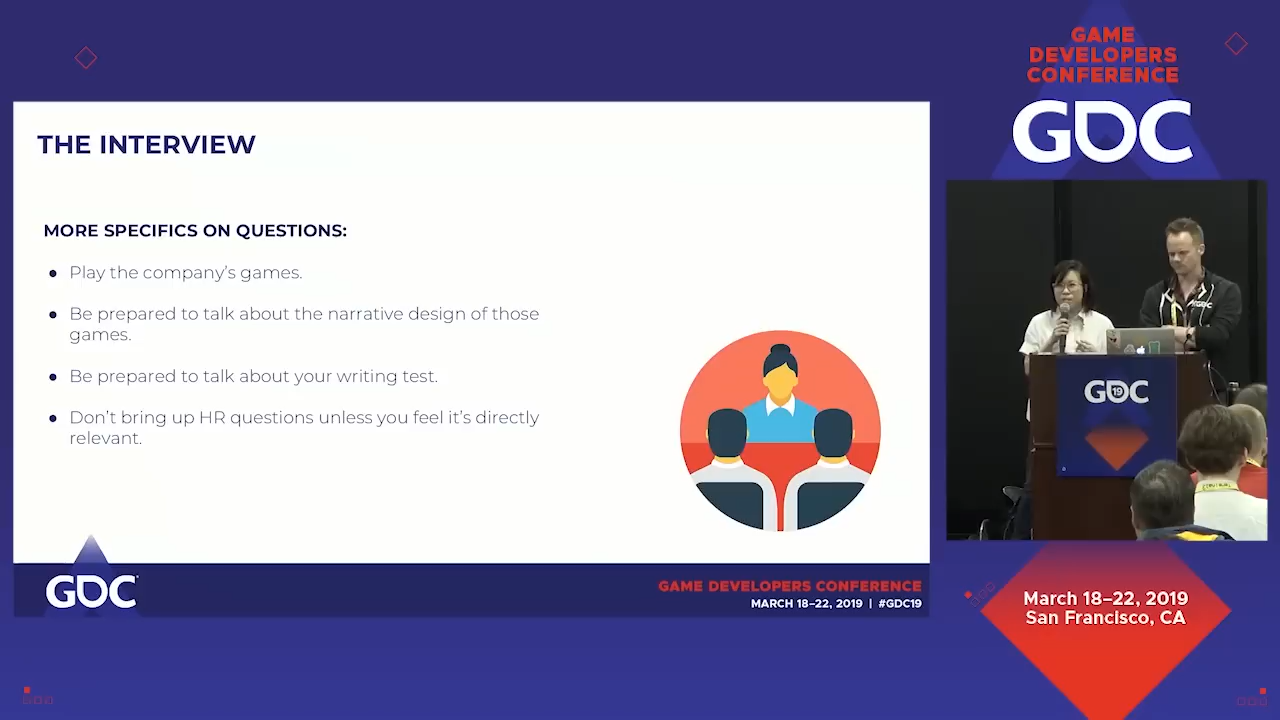 GAME
DEVELOPERS
CONFERENCE
GDC
THE INTERVIEW
MORE SPECIFICS ON QUESTIONS:
● Play the company’s games.
● Be prepared to talk about the narrative design of those
games.
● Be prepared to talk about your writing test.
● Don’t bring up HR questions unless you feel it’s directly
relevant.
GDC
GAME DEVELOPERS CONFERENCE
MARCH 18–22, 2019 | #GDC19
GDC
19
March 18–22, 2019
San Francisco, CA